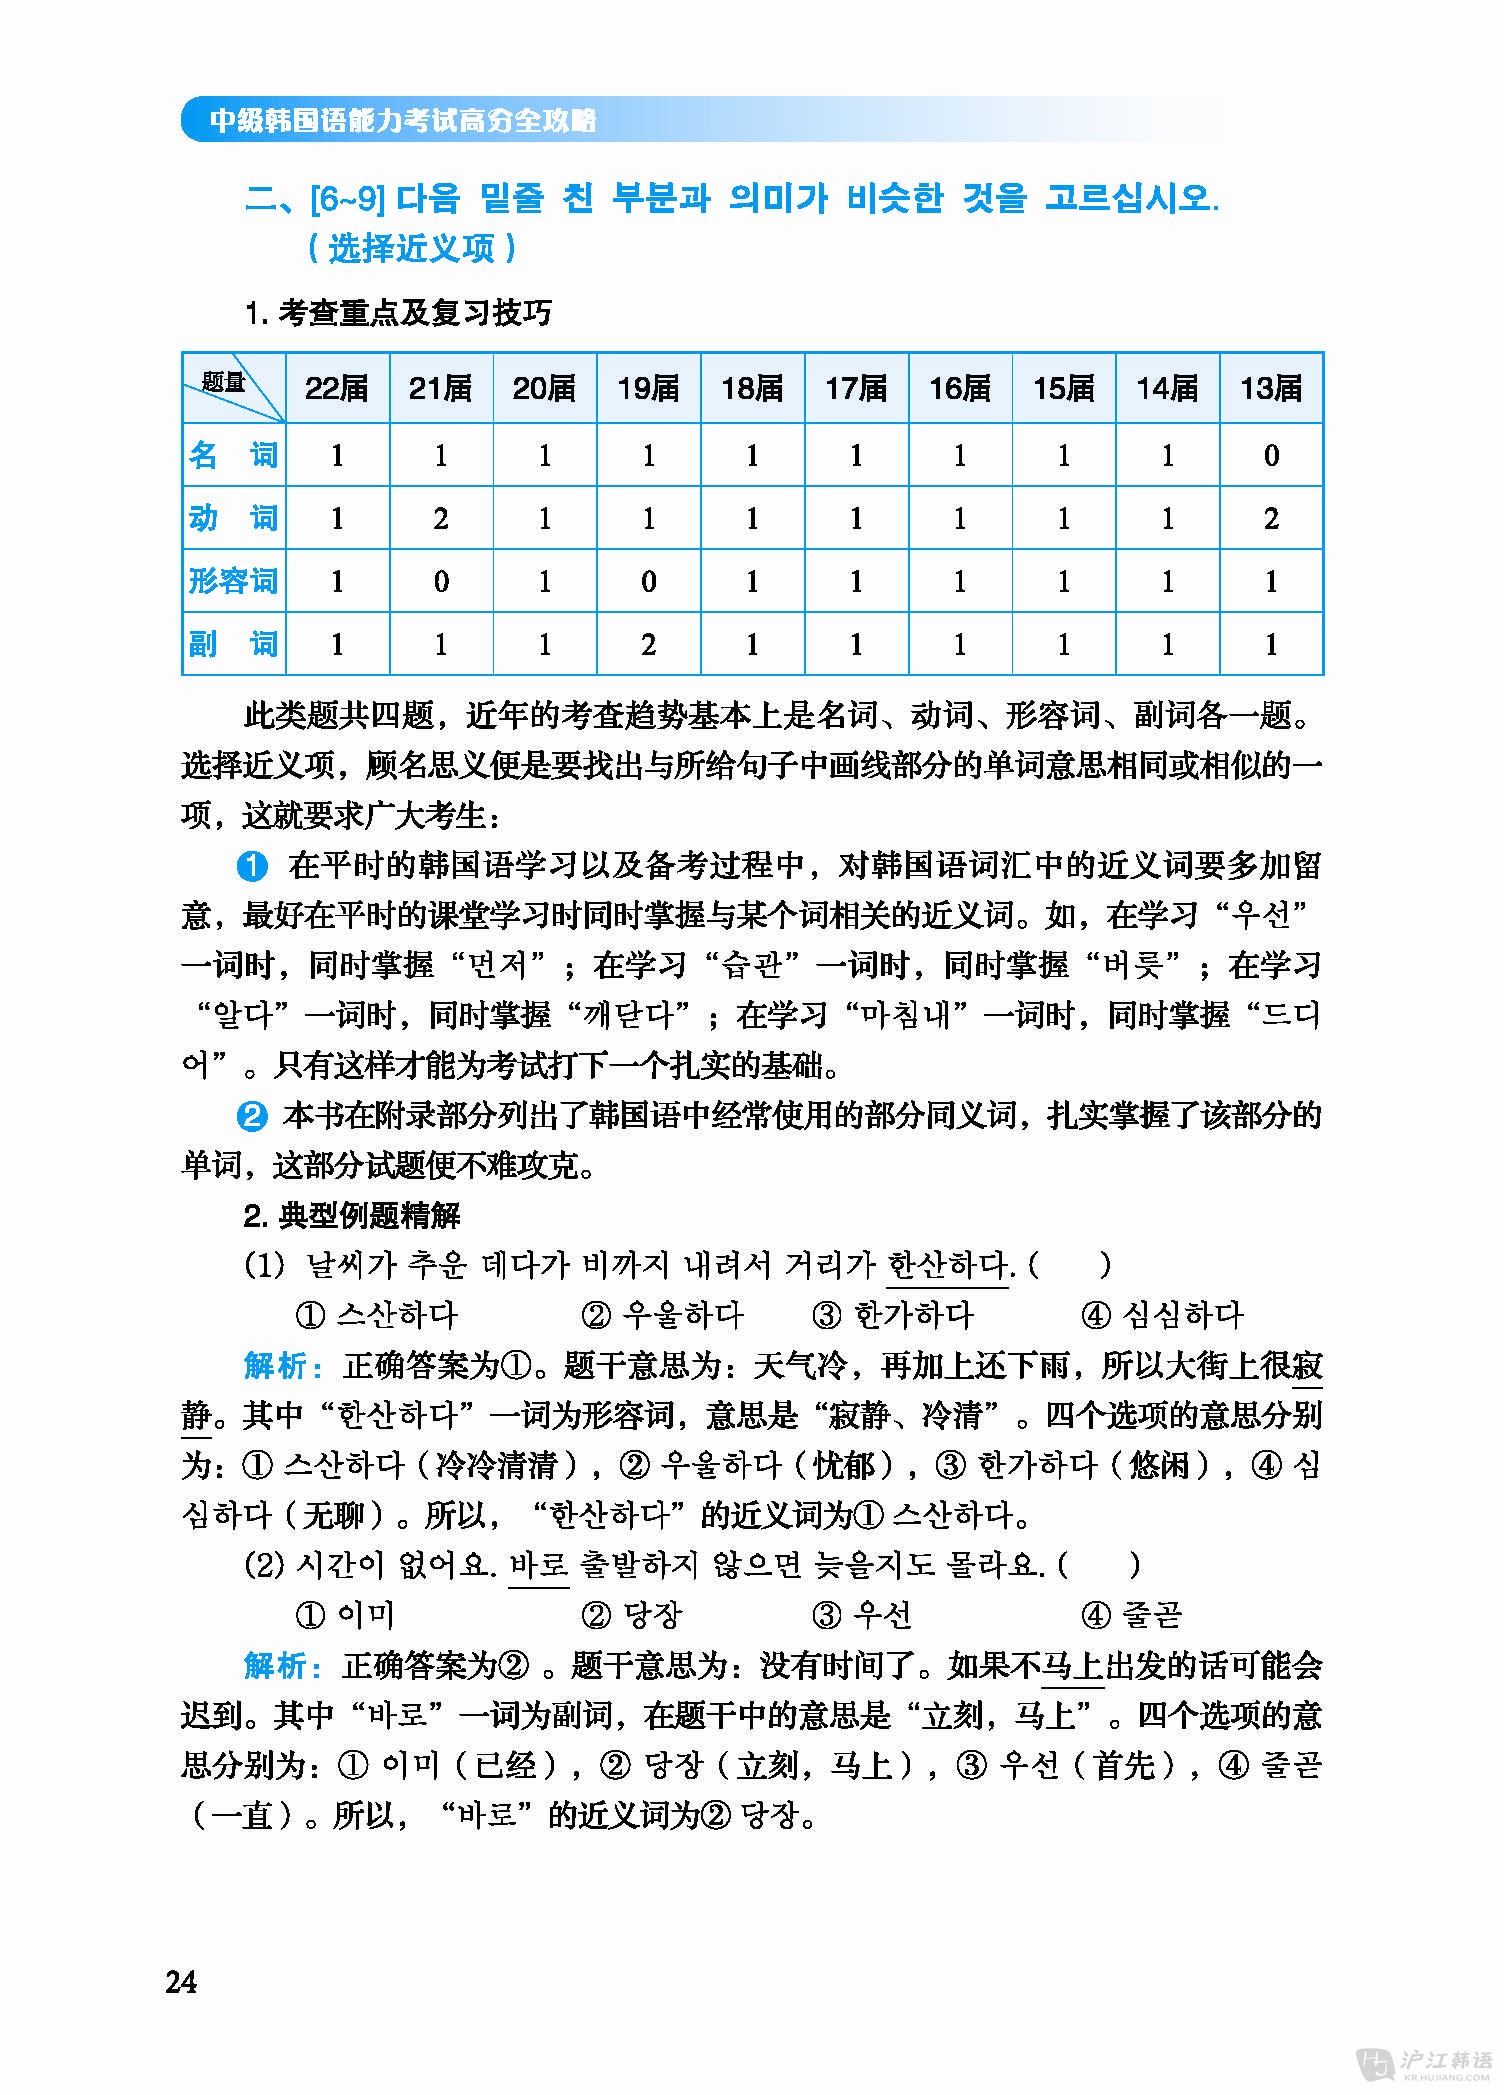 中级韩国语能力考试高分全攻略
二、[6~9] 다음 밑줄 친 부분과 의미가 비슷한 것을 고르십시오.
（选择近义项）
1. 考查重点及复习技巧
题量 22届 21届 20届 19届 18届 17届 16届 15届 14届 13届
名 词 1 1 1 1 1 1 1 1 1 0
动 词 1 2 1 1 1 1 1 1 1 2
形容词 1 0 1 0 1 1 1 1 1 1
副 词 1 1 1 2 1 1 1 1 1 1
此类题共四题，近年的考查趋势基本上是名词、动词、形容词、副词各一题。
选择近义项，顾名思义便是要找出与所给句子中画线部分的单词意思相同或相似的一
项，这就要求广大考生：
❶ 在平时的韩国语学习以及备考过程中，对韩国语词汇中的近义词要多加留
意，最好在平时的课堂学习时同时掌握与某个词相关的近义词。如，在学习“우선”
一词时，同时掌握“먼저”；在学习“습관”一词时，同时掌握“버릇”；在学习
“알다”一词时，同时掌握“깨닫다”；在学习“마침내”一词时，同时掌握“드디
어”。只有这样才能为考试打下一个扎实的基础。
❷ 本书在附录部分列出了韩国语中经常使用的部分同义词，扎实掌握了该部分的
单词，这部分试题便不难攻克。
2. 典型例题精解
(1) 날씨가 추운 데다가 비까지 내려서 거리가 한산하다. (　　)
① 스산하다 ② 우울하다 ③ 한가하다 ④ 심심하다
解析：正确答案为①。题干意思为：天气冷，再加上还下雨，所以大街上很寂
静。其中“한산하다”一词为形容词，意思是“寂静、冷清”。四个选项的意思分别
为：① 스산하다（冷冷清清），② 우울하다（忧郁），③ 한가하다（悠闲），④ 심
심하다（无聊）。所以，“한산하다”的近义词为① 스산하다。
(2) 시간이 없어요. 바로 출발하지 않으면 늦을지도 몰라요. (　　)
① 이미 ② 당장 ③ 우선 ④ 줄곧
解析：正确答案为② 。题干意思为：没有时间了。如果不马上出发的话可能会
迟到。其中“바로”一词为副词，在题干中的意思是“立刻，马上”。四个选项的意
思分别为：① 이미（已经），② 당장（立刻，马上），③ 우선（首先），④ 줄곧
（一直）。所以，“바로”的近义词为② 당장。
24
沪江韩语
KR.HUJIANG.COM